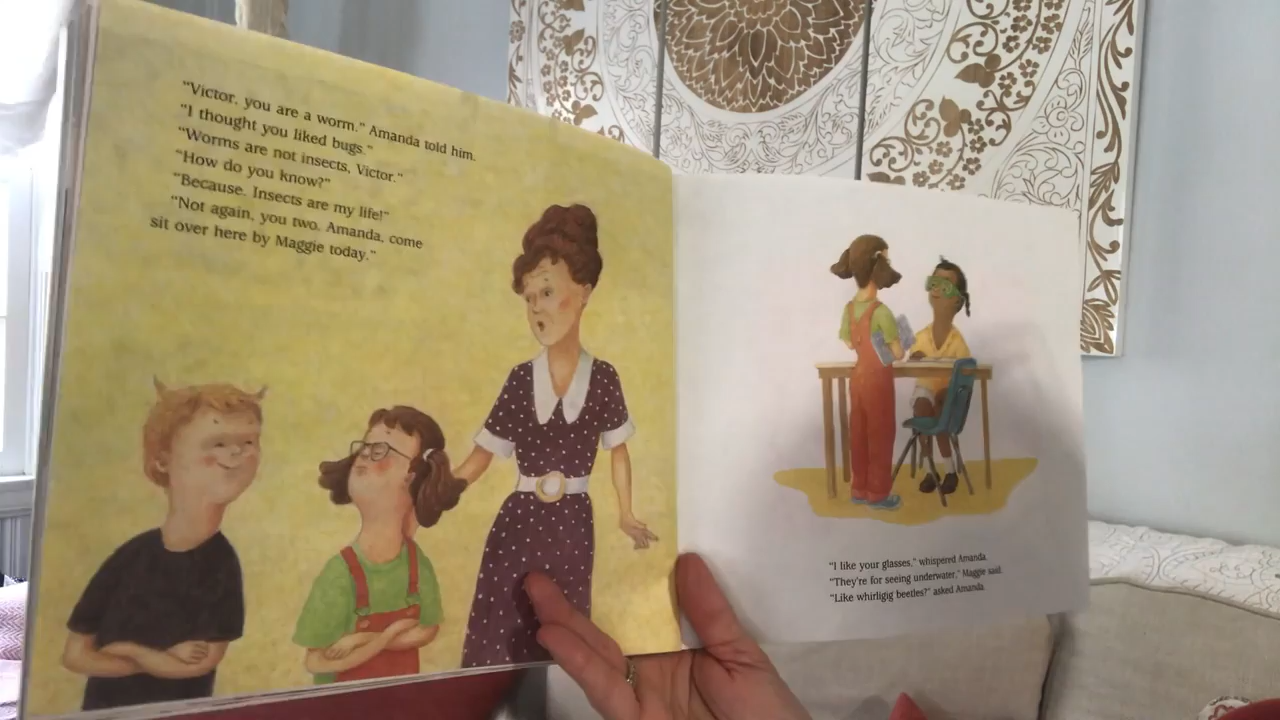 "Victor, you are a worm." Amanda told him.
"I thought you liked bugs."
"Worms are not insects, Victor."
"How do you know?"
"Because. Insects are my life!"
"Not again, you two. Amanda, come
sit over here by Maggie today."
"I like your glasses," whispered Amanda.
"They're for seeing underwater," Maggie said.
"Like whirligig beetles?" asked Amanda.